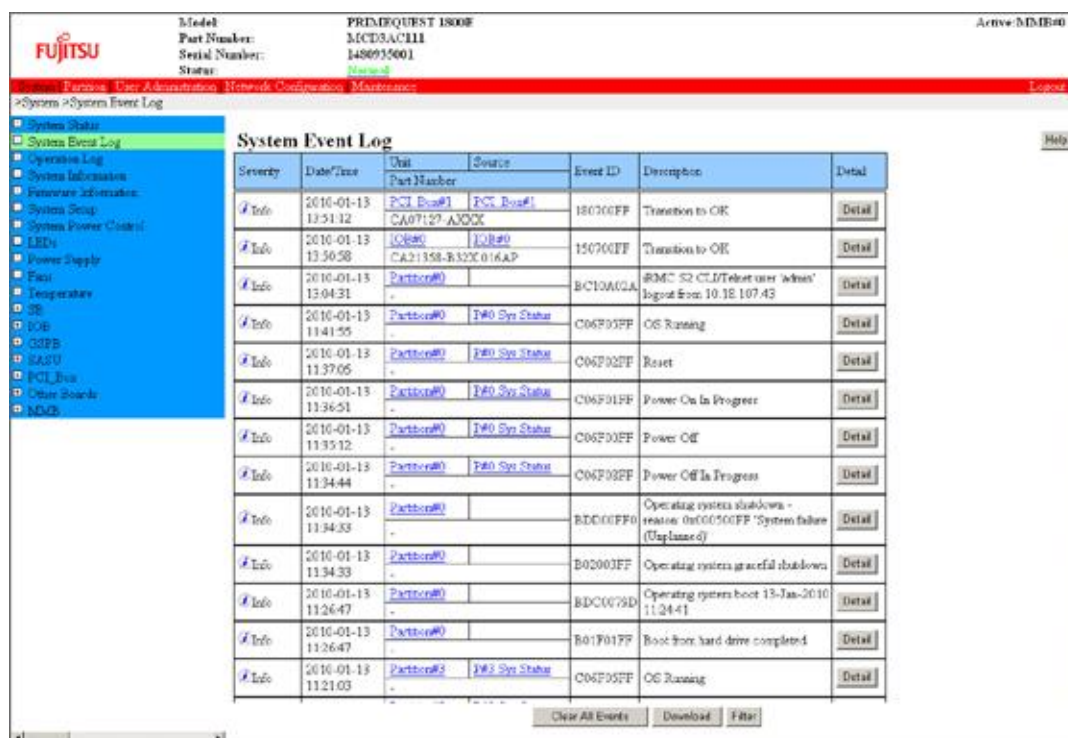 FUJITSU
Model: PRIMEQUEST 1800E
Part Number: MCD3AC111
Serial Number: 1480935001
Status: Normal
Active:MMB#0
System Partition User Administration Network Configuration Maintenance Logout
>System >System Event Log
System Status
System Event Log
Operation Log
System Information
Firmware Information
System Setup
System Power Control
LEDs
Power Supply
Fans
Temperature
SB
IOB
GSPB
SASU
PCI_Box
Other Boards
MMB
System Event Log
Help
Severity Date/Time Unit Source Event ID Description Detail
Part Number
Info 2010-01-13 13:51:12 PCI_Box#1 PCI_Box#1 180700FF Transition to OK Detail
CA07127-AXXX
Info 2010-01-13 13:50:58 IOB#0 IOB#0 150700FF Transition to OK Detail
CA21358-B32X 016AP
Info 2010-01-13 13:04:31 Partition#0 BC10A02A iRMC S2 CLI/Telnet user 'admin' logout from 10.18.107.43 Detail
-
Info 2010-01-13 11:41:55 Partition#0 P#0 Sys Status C06F05FF OS Running Detail
-
Info 2010-01-13 11:37:05 Partition#0 P#0 Sys Status C06F02FF Reset Detail
-
Info 2010-01-13 11:36:51 Partition#0 P#0 Sys Status C06F01FF Power On In Progress Detail
-
Info 2010-01-13 11:35:12 Partition#0 P#0 Sys Status C06F00FF Power Off Detail
-
Info 2010-01-13 11:34:44 Partition#0 P#0 Sys Status Power Off In Progress Detail
-
Info 2010-01-13 11:34:33 Partition#0 BDD00FF0 Operating system shutdown - reason: 0x000500FF 'System failure (Unplanned)' Detail
-
Info 2010-01-13 11:34:33 Partition#0 B02003FF Operating system graceful shutdown Detail
-
Info 2010-01-13 11:26:47 Partition#0 Operating system boot 13-Jan-2010 11:24:41 Detail
-
Info 2010-01-13 11:26:47 Partition#0 B01F01FF Boot from hard drive completed Detail
-
Info 2010-01-13 11:21:03 Partition#3 P#3 Sys Status C06F05FF OS Running Detail
-
Clear All Events Download Filter